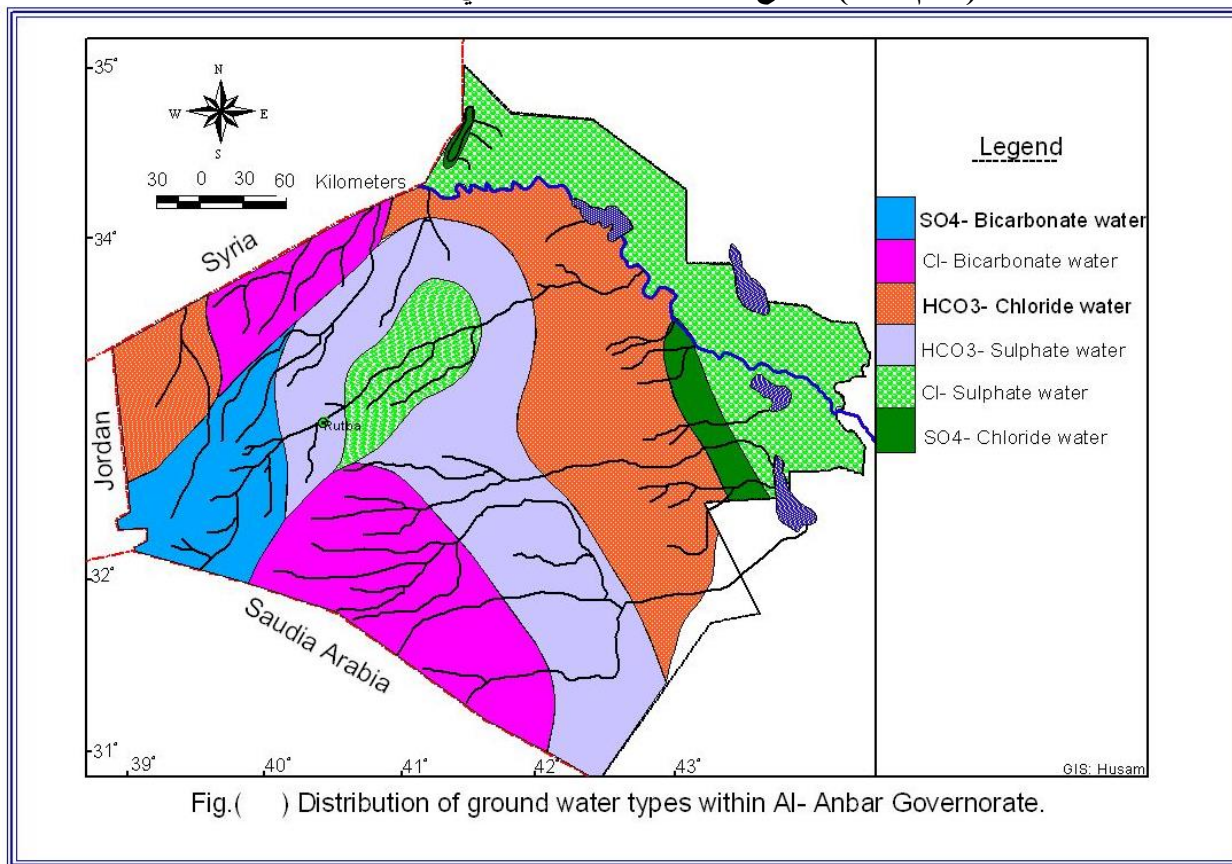 35°
N
W E
S
30 0 30 60 Kilometers
34°
Syria
Jordan
Rutba
32°
Saudia Arabia
31°
39° 40° 41° 42° 43°
Legend
SO4- Bicarbonate water
Cl- Bicarbonate water
HCO3- Chloride water
HCO3- Sulphate water
Cl- Sulphate water
SO4- Chloride water
GIS: Husam
Fig.( ) Distribution of ground water types within Al- Anbar Governorate.